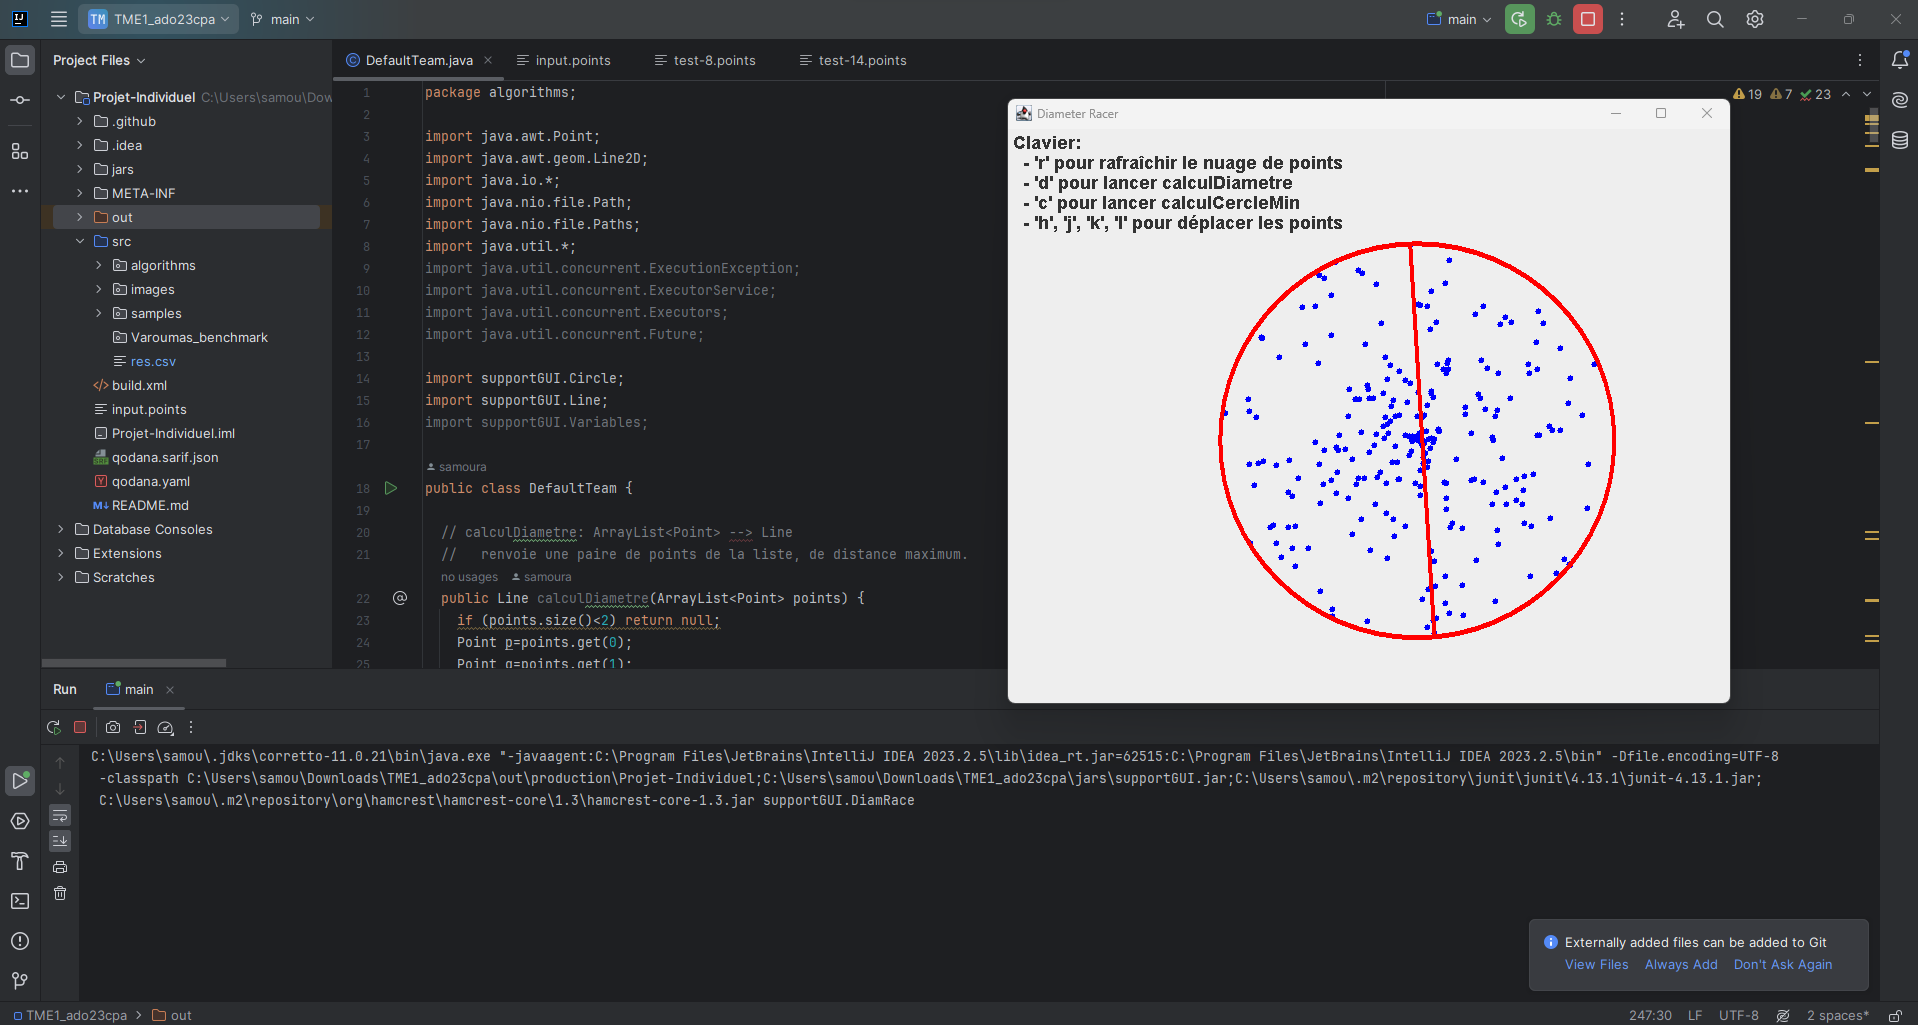 TM TME1_ado23cpa main main
Project Files
DefaultTeam.java input.points test-8.points test-14.points
Projet-Individuel C:\Users\samou\Dow
.github
.idea
jars
META-INF
out
src
algorithms
images
samples
Varoumas_benchmark
res.csv
build.xml
input.points
Projet-Individuel.iml
qodana.sarif.json
qodana.yaml
README.md
Database Consoles
Extensions
Scratches
19 7 23
1 package algorithms;
2
3 import java.awt.Point;
4 import java.awt.geom.Line2D;
5 import java.io.*;
6 import java.nio.file.Path;
7 import java.nio.file.Paths;
8 import java.util.*;
9 import java.util.concurrent.ExecutionException;
10 import java.util.concurrent.ExecutorService;
11 import java.util.concurrent.Executors;
12 import java.util.concurrent.Future;
13
14 import supportGUI.Circle;
15 import supportGUI.Line;
16 import supportGUI.Variables;
17
samoura
18 public class DefaultTeam {
19
20 // calculDiametre: ArrayList<Point> --> Line
21 // renvoie une paire de points de la liste, de distance maximum.
no usages samoura
22 public Line calculDiametre(ArrayList<Point> points) {
23 if (points.size()<2) return null;
24 Point p=points.get(0);
25 Point q=points.get(1);
Diameter Racer
Clavier:
- 'r' pour rafraîchir le nuage de points
- 'd' pour lancer calculDiametre
- 'c' pour lancer calculCercleMin
- 'h', 'j', 'k', 'l' pour déplacer les points
Run main
C:\Users\samou\.jdks\corretto-11.0.21\bin\java.exe "-javaagent:C:\Program Files\JetBrains\IntelliJ IDEA 2023.2.5\lib\idea_rt.jar=62515:C:\Program Files\JetBrains\IntelliJ IDEA 2023.2.5\bin" -Dfile.encoding=UTF-8
-classpath C:\Users\samou\Downloads\TME1_ado23cpa\out\production\Projet-Individuel;C:\Users\samou\Downloads\TME1_ado23cpa\jars\supportGUI.jar;C:\Users\samou\.m2\repository\junit\junit\4.13.1\junit-4.13.1.jar;
C:\Users\samou\.m2\repository\org\hamcrest\hamcrest-core\1.3\hamcrest-core-1.3.jar supportGUI.DiamRace
Externally added files can be added to Git
View Files Always Add Don't Ask Again
TME1_ado23cpa > out
247:30 LF UTF-8 2 spaces*